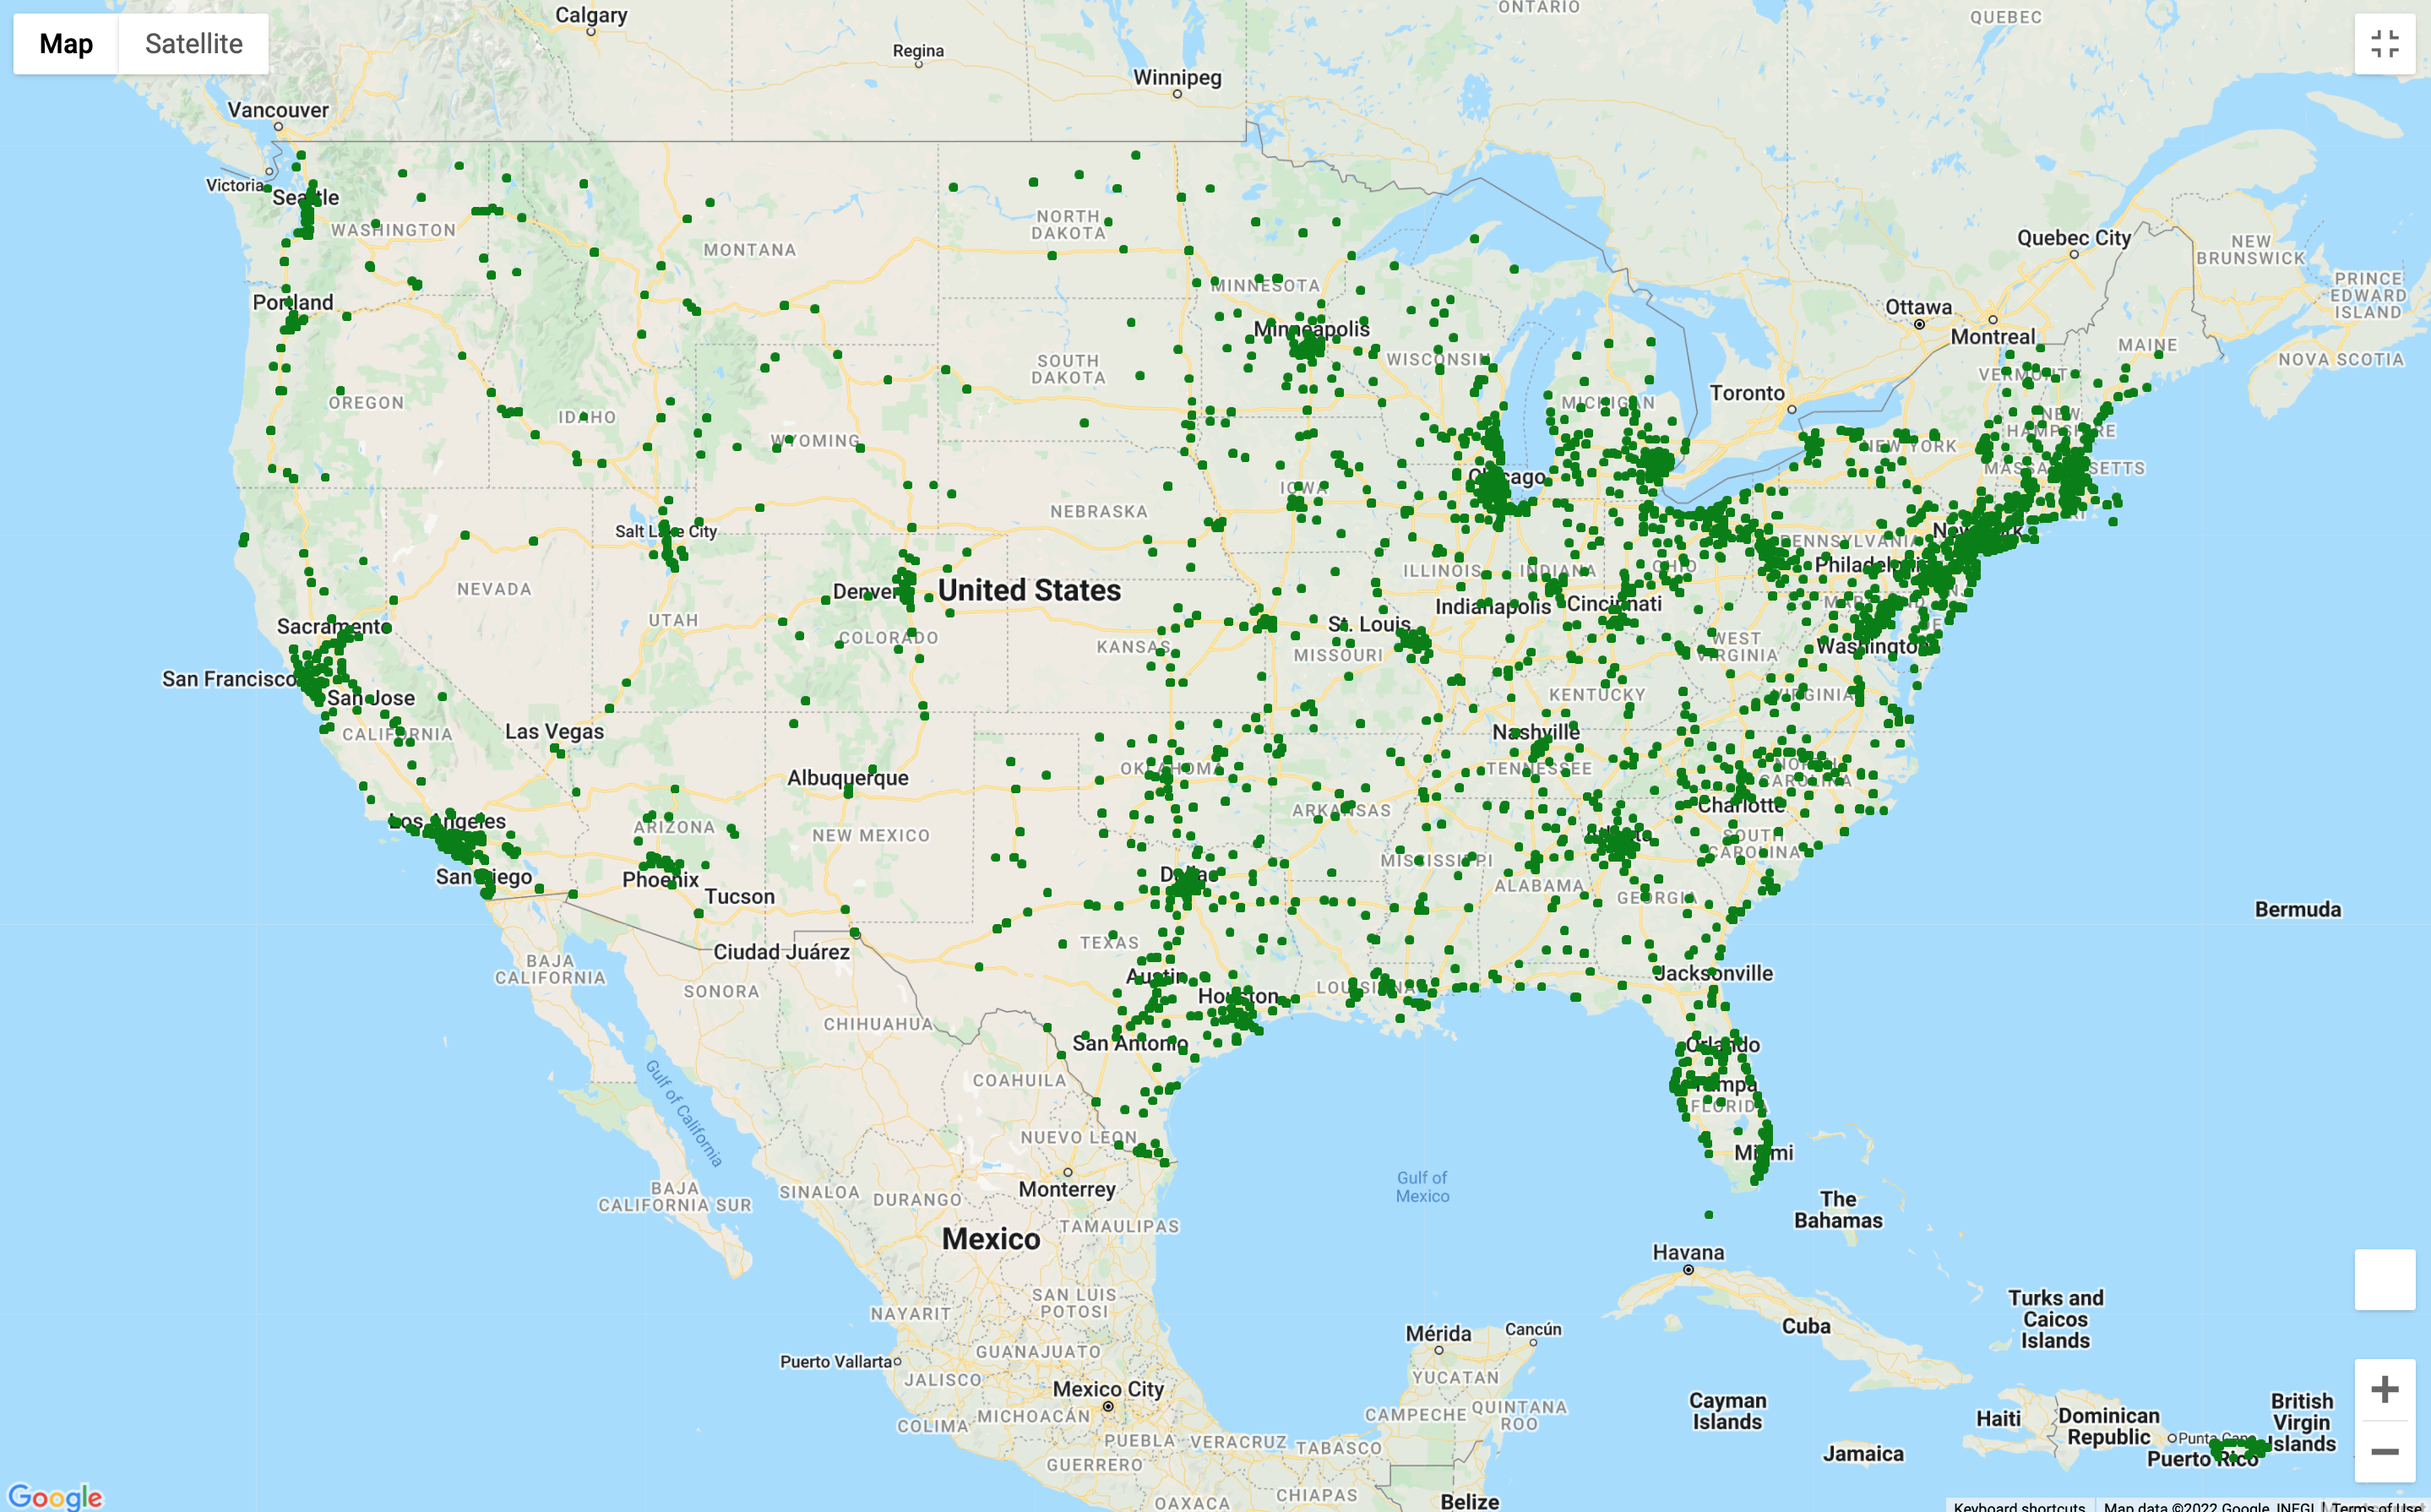 Map
Satellite
Calgary
Regina
Winnipeg
ONTARIO
QUEBEC
Vancouver
Victoria
Seattle
WASHINGTON
MONTANA
NORTH
DAKOTA
Quebec City
NEW
BRUNSWICK
PRINCE
EDWARD
ISLAND
MINNESOTA
Portland
Ottawa
Montreal
MAINE
NOVA SCOTIA
Minneapolis
WISCONSIN
SOUTH
DAKOTA
VERMONT
Toronto
OREGON
IDAHO
MICHIGAN
NEW
HAMPSHIRE
WYOMING
NEW YORK
MASSACHUSETTS
Chicago
IOWA
NEBRASKA
Salt Lake City
New York
PENNSYLVANIA
Philadelphia
NEVADA
Denver
United States
ILLINOIS
INDIANA
OHIO
MARYLAND
Indianapolis
Cincinnati
UTAH
Sacramento
St. Louis
COLORADO
KANSAS
MISSOURI
WEST
VIRGINIA
DE
Washington
San Francisco
San Jose
KENTUCKY
VIRGINIA
Las Vegas
CALIFORNIA
Nashville
Albuquerque
OKLAHOMA
TENNESSEE
NORTH
CAROLINA
Charlotte
Los Angeles
ARIZONA
NEW MEXICO
ARKANSAS
Atlanta
SOUTH
CAROLINA
MISSISSIPPI
San Diego
Phoenix
Dallas
ALABAMA
Tucson
GEORGIA
Bermuda
Ciudad Juárez
TEXAS
BAJA
CALIFORNIA
Austin
Jacksonville
SONORA
Houston
LOUISIANA
CHIHUAHUA
San Antonio
Orlando
COAHUILA
Tampa
FLORIDA
Gulf of California
NUEVO LEON
Miami
Monterrey
Gulf of
Mexico
BAJA
CALIFORNIA SUR
SINALOA
DURANGO
The
Bahamas
TAMAULIPAS
Mexico
Havana
SAN LUIS
POTOSI
NAYARIT
Turks and
Caicos
Islands
Cuba
Mérida
Cancún
GUANAJUATO
Puerto Vallarta
JALISCO
YUCATAN
Mexico City
Cayman
Islands
QUINTANA
ROO
CAMPECHE
COLIMA
MICHOACÁN
Haiti
Dominican
Republic
British
Virgin
Islands
Punta Cana
Puerto Rico
PUEBLA
VERACRUZ
TABASCO
Jamaica
GUERRERO
CHIAPAS
OAXACA
Belize
Google
Keyboard shortcuts
Map data ©2022 Google, INEGI
Terms of Use